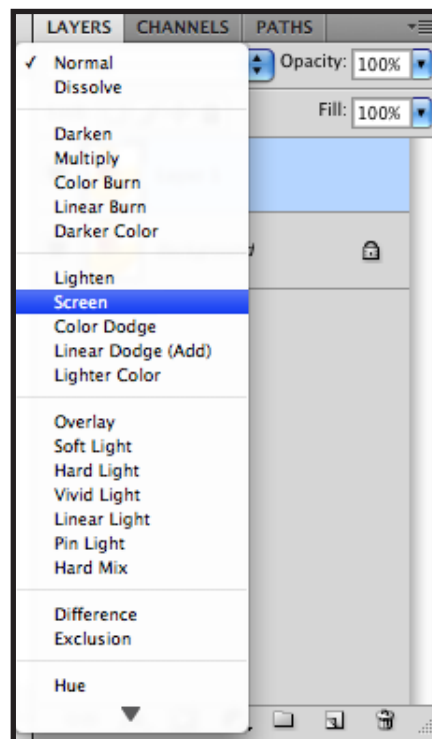 LAYERS CHANNELS PATHS
✓ Normal
Opacity: 100%
Dissolve
Fill: 100%
Darken
Multiply
Color Burn
Linear Burn
Darker Color
Lighten
Screen
Color Dodge
Linear Dodge (Add)
Lighter Color
Overlay
Soft Light
Hard Light
Vivid Light
Linear Light
Pin Light
Hard Mix
Difference
Exclusion
Hue